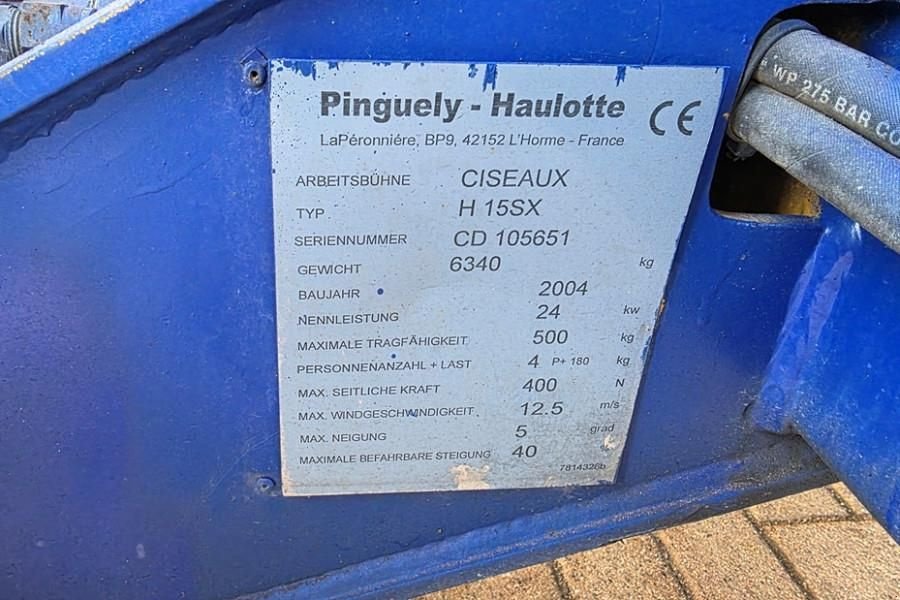 Pinguely - Haulotte CE
LaPéronniére, BP9, 42152 L'Horme - France
ARBEITSBÜHNE CISEAUX
TYP H 15SX
SERIENNUMMER CD 105651
GEWICHT 6340 kg
BAUJAHR 2004
NENNLEISTUNG 24 kw
MAXIMALE TRAGFÄHIGKEIT 500 kg
PERSONNENANZAHL + LAST 4 P+ 180 kg
MAX. SEITLICHE KRAFT 400 N
MAX. WINDGESCHWINDIGKEIT 12.5 m/s
MAX. NEIGUNG 5 grad
MAXIMALE BEFAHRBARE STEIGUNG 40
7814326b
WP 275 BAR CO